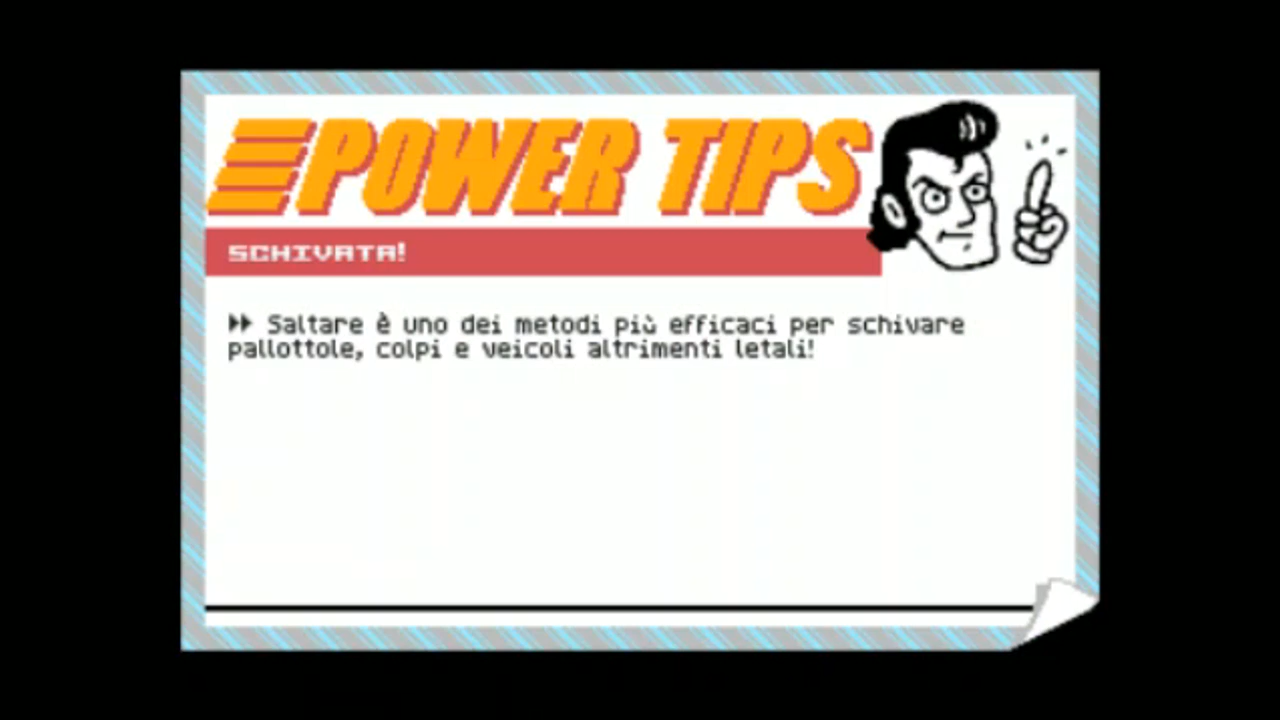 POWER TIPS
SCHIVATA!
Saltare è uno dei metodi più efficaci per schivare
pallottole, colpi e veicoli altrimenti letali!